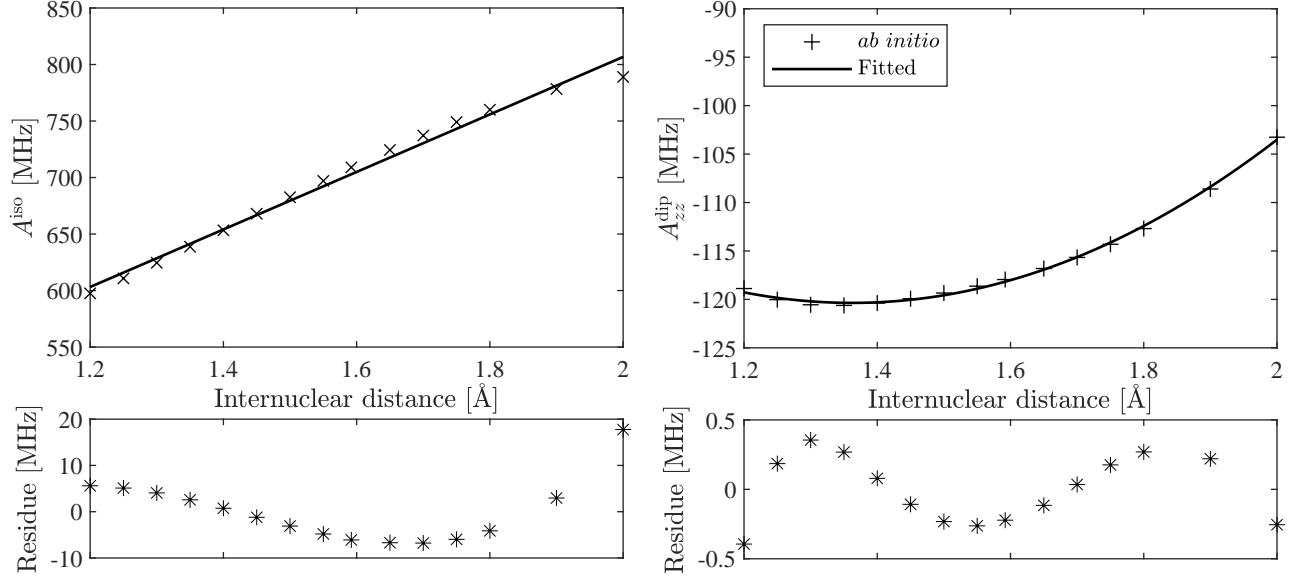 850
800
750
700
650
600
550
A^iso [MHz]
1.2 1.4 1.6 1.8 2
Internuclear distance [Å]
20
10
0
-10
Residue [MHz]
-90
-95
-100
-105
-110
-115
-120
-125
A_zz^dip [MHz]
ab initio
Fitted
1.2 1.4 1.6 1.8 2
Internuclear distance [Å]
0.5
0
-0.5
Residue [MHz]